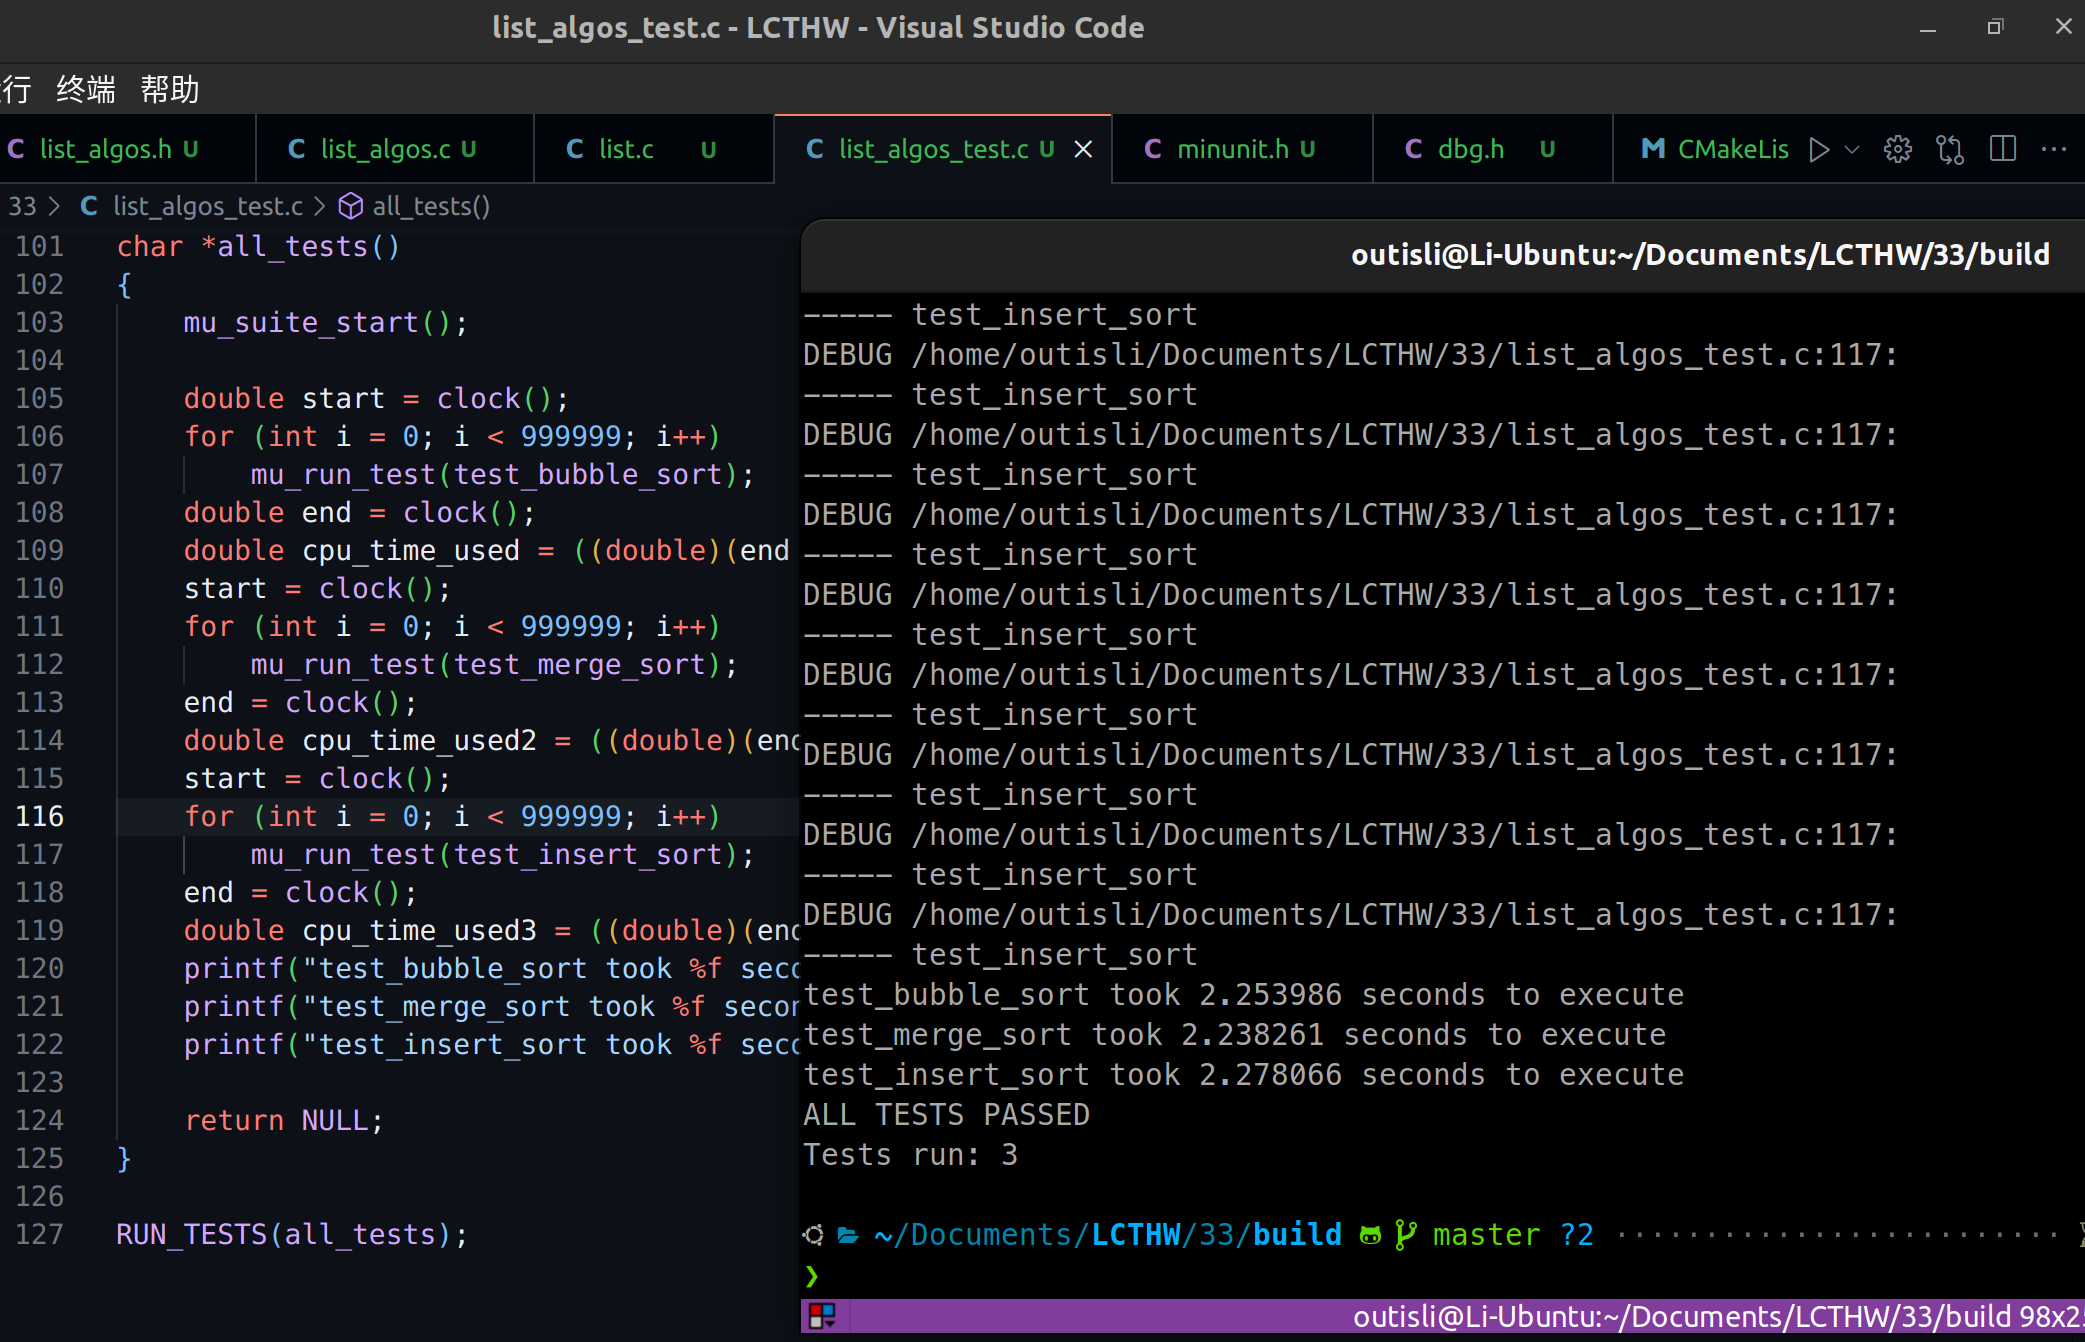 list_algos_test.c - LCTHW - Visual Studio Code
行 终端 帮助
C list_algos.h U C list_algos.c U C list.c U C list_algos_test.c U C minunit.h U C dbg.h U M CMakeLis
33 > C list_algos_test.c > all_tests()
101 char *all_tests()
102 {
103 mu_suite_start();
104
105 double start = clock();
106 for (int i = 0; i < 999999; i++)
107 mu_run_test(test_bubble_sort);
108 double end = clock();
109 double cpu_time_used = ((double)(end
110 start = clock();
111 for (int i = 0; i < 999999; i++)
112 mu_run_test(test_merge_sort);
113 end = clock();
114 double cpu_time_used2 = ((double)(end
115 start = clock();
116 for (int i = 0; i < 999999; i++)
117 mu_run_test(test_insert_sort);
118 end = clock();
119 double cpu_time_used3 = ((double)(end
120 printf("test_bubble_sort took %f seco
121 printf("test_merge_sort took %f secon
122 printf("test_insert_sort took %f seco
123
124 return NULL;
125 }
126
127 RUN_TESTS(all_tests);
outisli@Li-Ubuntu:~/Documents/LCTHW/33/build
----- test_insert_sort
DEBUG /home/outisli/Documents/LCTHW/33/list_algos_test.c:117:
----- test_insert_sort
DEBUG /home/outisli/Documents/LCTHW/33/list_algos_test.c:117:
----- test_insert_sort
DEBUG /home/outisli/Documents/LCTHW/33/list_algos_test.c:117:
----- test_insert_sort
DEBUG /home/outisli/Documents/LCTHW/33/list_algos_test.c:117:
----- test_insert_sort
DEBUG /home/outisli/Documents/LCTHW/33/list_algos_test.c:117:
----- test_insert_sort
DEBUG /home/outisli/Documents/LCTHW/33/list_algos_test.c:117:
----- test_insert_sort
DEBUG /home/outisli/Documents/LCTHW/33/list_algos_test.c:117:
----- test_insert_sort
DEBUG /home/outisli/Documents/LCTHW/33/list_algos_test.c:117:
----- test_insert_sort
test_bubble_sort took 2.253986 seconds to execute
test_merge_sort took 2.238261 seconds to execute
test_insert_sort took 2.278066 seconds to execute
ALL TESTS PASSED
Tests run: 3
~/Documents/LCTHW/33/build master ?2
❯
outisli@Li-Ubuntu:~/Documents/LCTHW/33/build 98x2